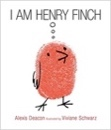 I AM HENRY FINCH
Alexis Deacon illustrated by Viviane Schwarz